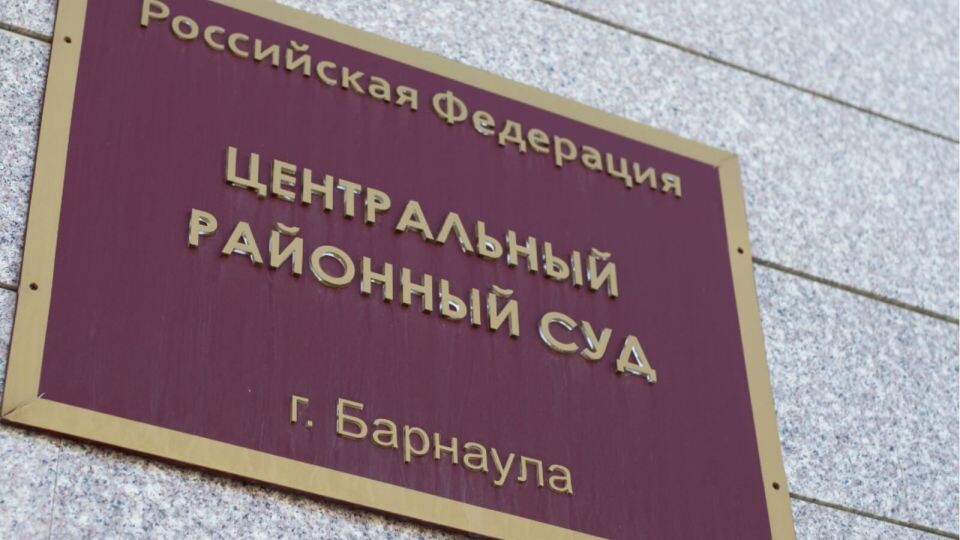 Российская Федерация
ЦЕНТРАЛЬНЫЙ
РАЙОННЫЙ СУД
г. Барнаула